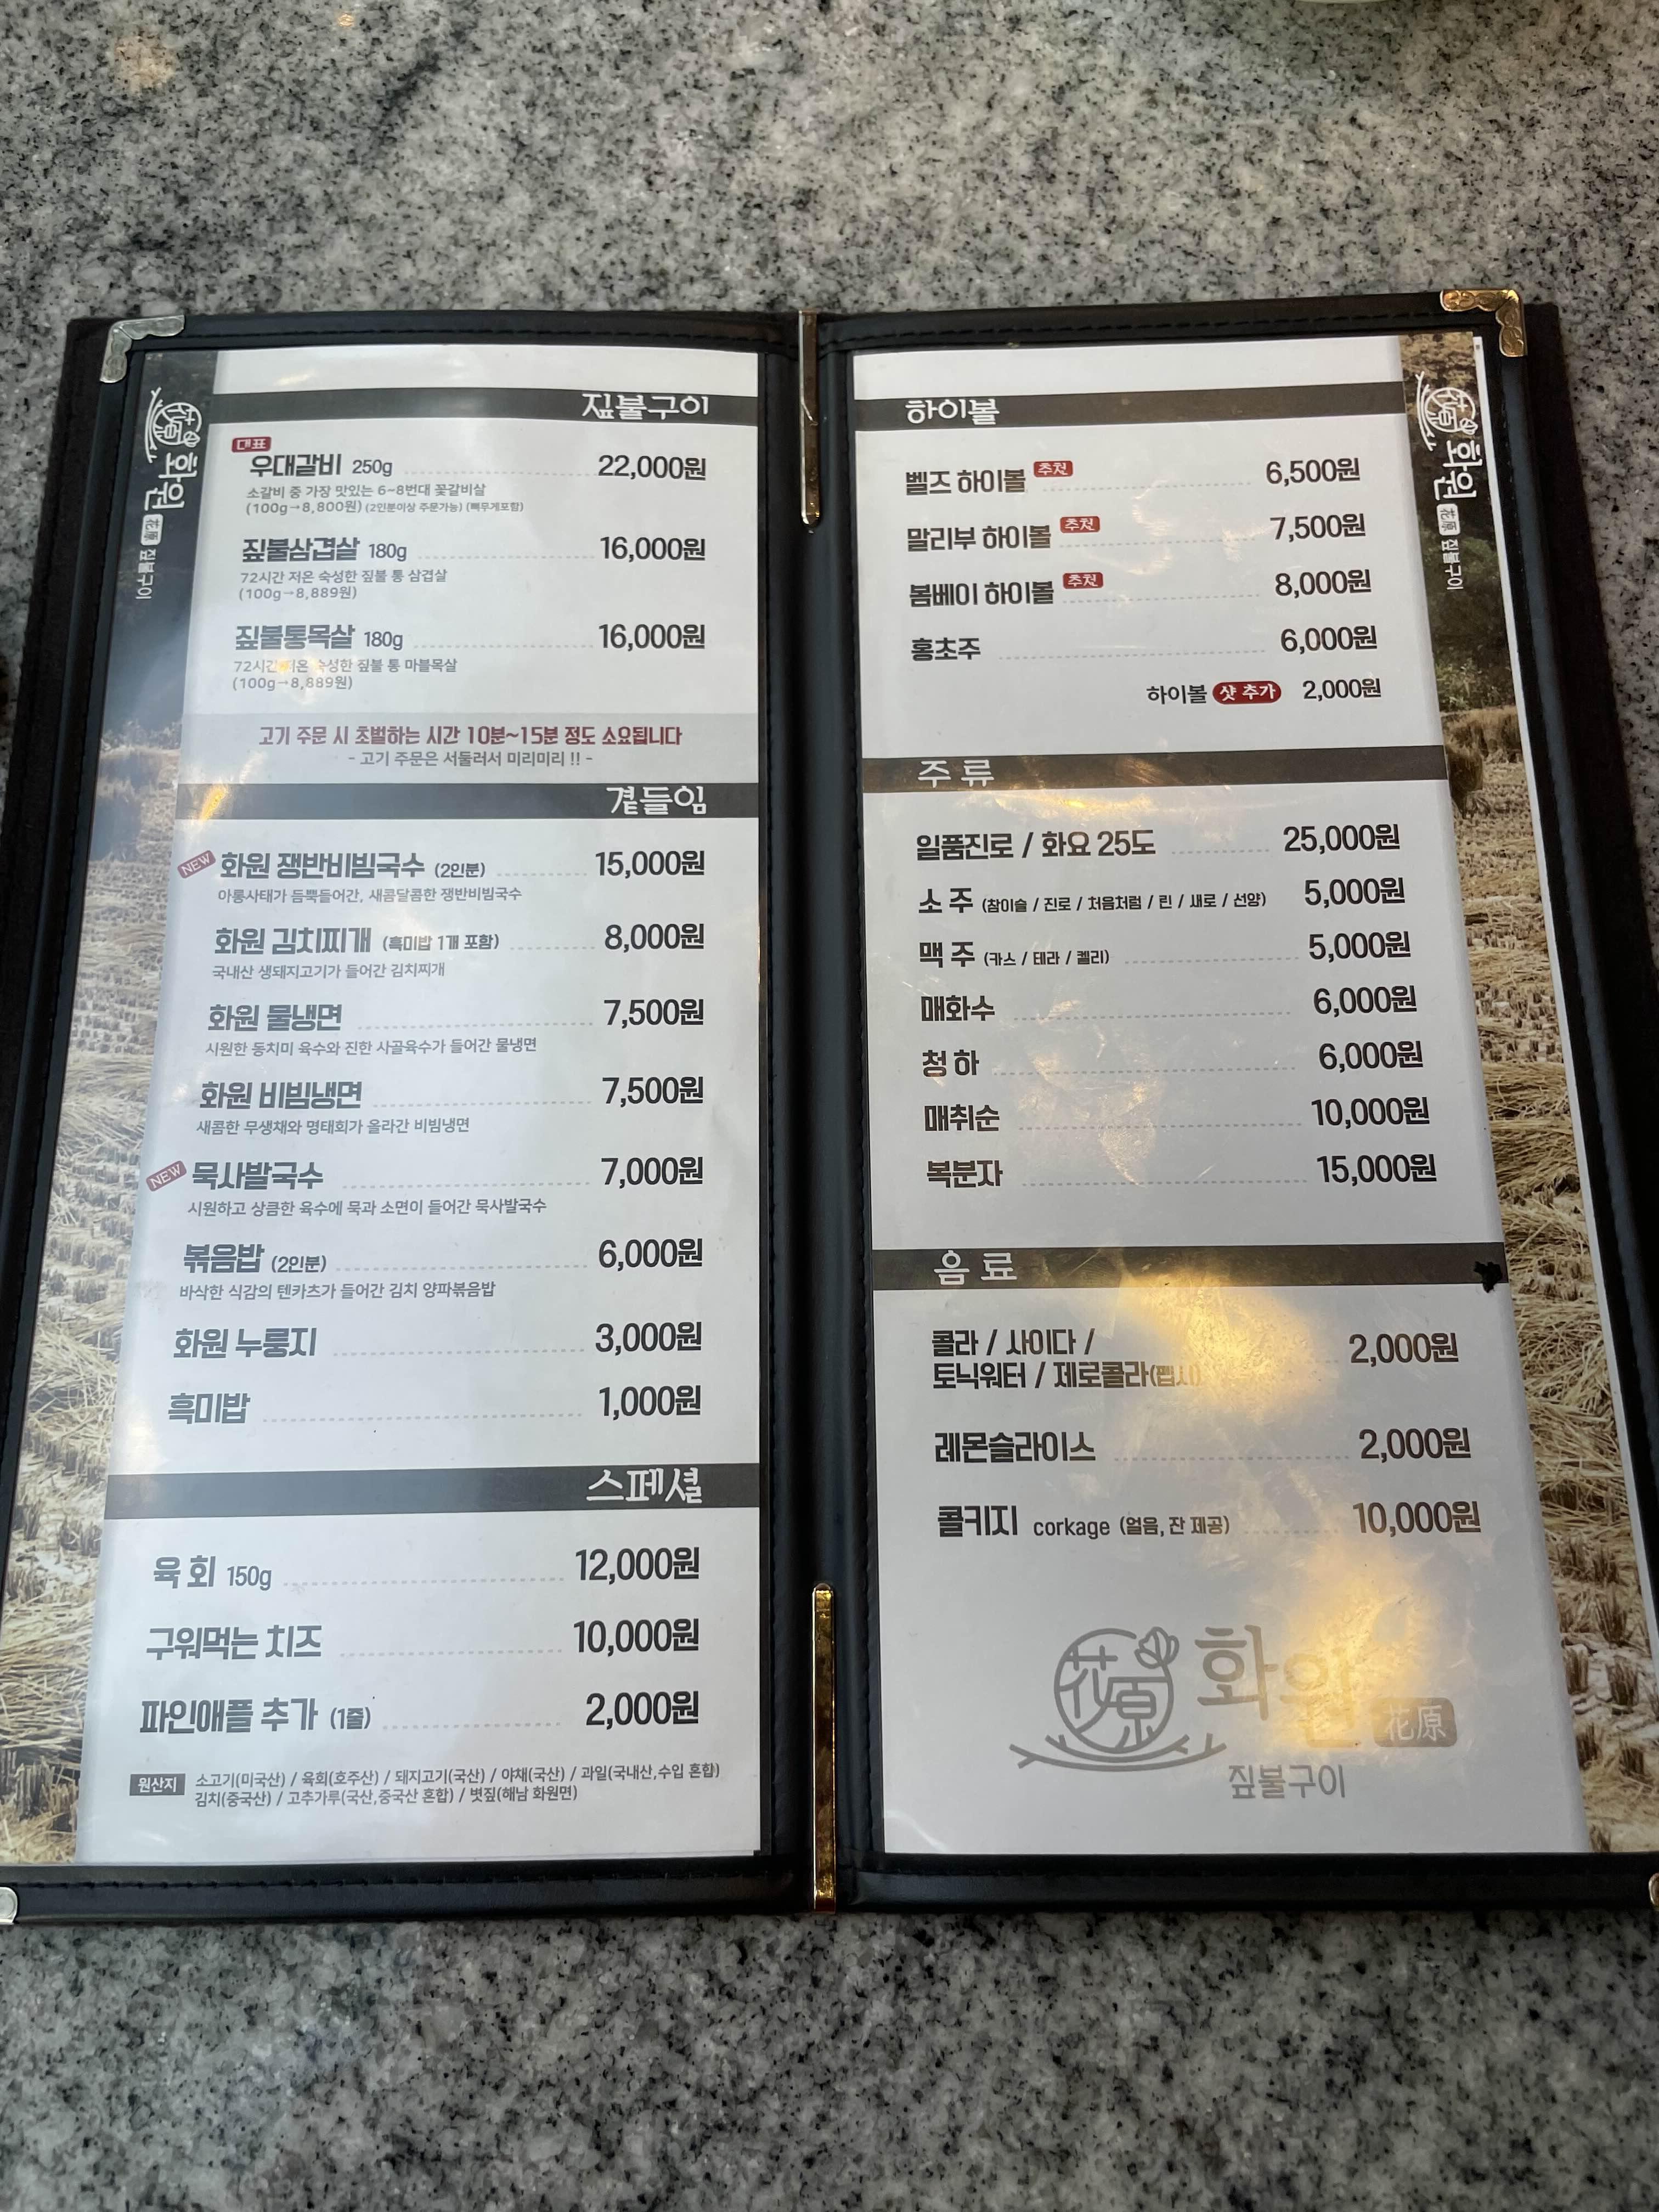 花原 화원 花原 짚불구이
짚불구이
대표
우대갈비 250g 22,000원
소갈비 중 가장 맛있는 6-8번대 꽃갈비살
(100g→8,800원) (2인분이상 주문가능) (뼈무게포함)
짚불삼겹살 180g 16,000원
72시간 저온 숙성한 짚불 통 삼겹살
(100g→8,889원)
짚불통목살 180g 16,000원
72시간 저온 숙성한 짚불 통 마블목살
(100g→8,889원)
고기 주문 시 초벌하는 시간 10분~15분 정도 소요됩니다
- 고기 주문은 서둘러서 미리미리 !! -
곁들임
NEW 화원 쟁반비빔국수 (2인분) 15,000원
아롱사태가 듬뿍들어간, 새콤달콤한 쟁반비빔국수
화원 김치찌개 (흑미밥 1개 포함) 8,000원
국내산 생돼지고기가 들어간 김치찌개
화원 물냉면 7,500원
시원한 동치미 육수와 진한 사골육수가 들어간 물냉면
화원 비빔냉면 7,500원
새콤한 무생채와 명태회가 올라간 비빔냉면
NEW 묵사발국수 7,000원
시원하고 상큼한 육수에 묵과 소면이 들어간 묵사발국수
볶음밥 (2인분) 6,000원
바삭한 식감의 텐카츠가 들어간 김치 양파볶음밥
화원 누룽지 3,000원
흑미밥 1,000원
스페셜
육 회 150g 12,000원
구워먹는 치즈 10,000원
파인애플 추가 (1줄) 2,000원
원산지 소고기(미국산) / 육회(호주산) / 돼지고기(국산) / 야채(국산) / 과일(국내산,수입 혼합)
김치(중국산) / 고추가루(국산,중국산 혼합) / 볏짚(해남 화원면)
하이볼
벨즈 하이볼 추천 6,500원
말리부 하이볼 추천 7,500원
봄베이 하이볼 추천 8,000원
홍초주 6,000원
하이볼 샷 추가 2,000원
주 류
일품진로 / 화요 25도 25,000원
소 주 (참이슬 / 진로 / 처음처럼 / 린 / 새로 / 선양) 5,000원
맥 주 (카스 / 테라 / 켈리) 5,000원
매화수 6,000원
청 하 6,000원
매취순 10,000원
복분자 15,000원
음 료
콜라 / 사이다 /
토닉워터 / 제로콜라(펩시) 2,000원
레몬슬라이스 2,000원
콜키지 corkage (얼음, 잔 제공) 10,000원
花原 화원 花原
짚불구이
花原 화원 花原 짚불구이